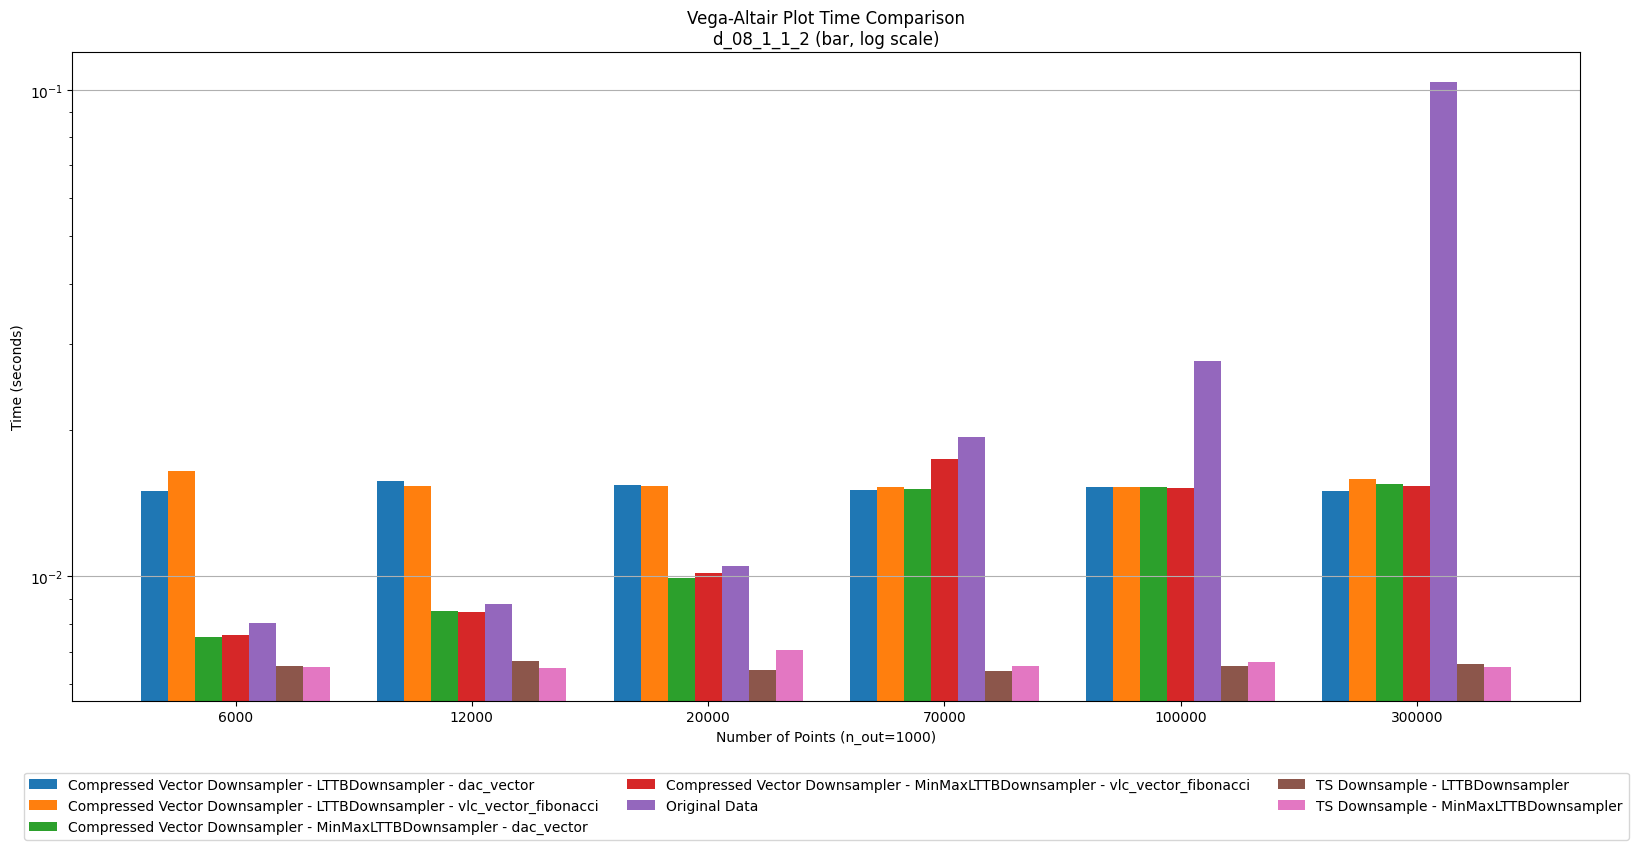 Vega-Altair Plot Time Comparison
d_08_1_1_2 (bar, log scale)
Time (seconds)
10⁻¹
10⁻²
6000 12000 20000 70000 100000 300000
Number of Points (n_out=1000)
Compressed Vector Downsampler - LTTBDownsampler - dac_vector
Compressed Vector Downsampler - LTTBDownsampler - vlc_vector_fibonacci
Compressed Vector Downsampler - MinMaxLTTBDownsampler - dac_vector
Compressed Vector Downsampler - MinMaxLTTBDownsampler - vlc_vector_fibonacci
Original Data
TS Downsample - LTTBDownsampler
TS Downsample - MinMaxLTTBDownsampler